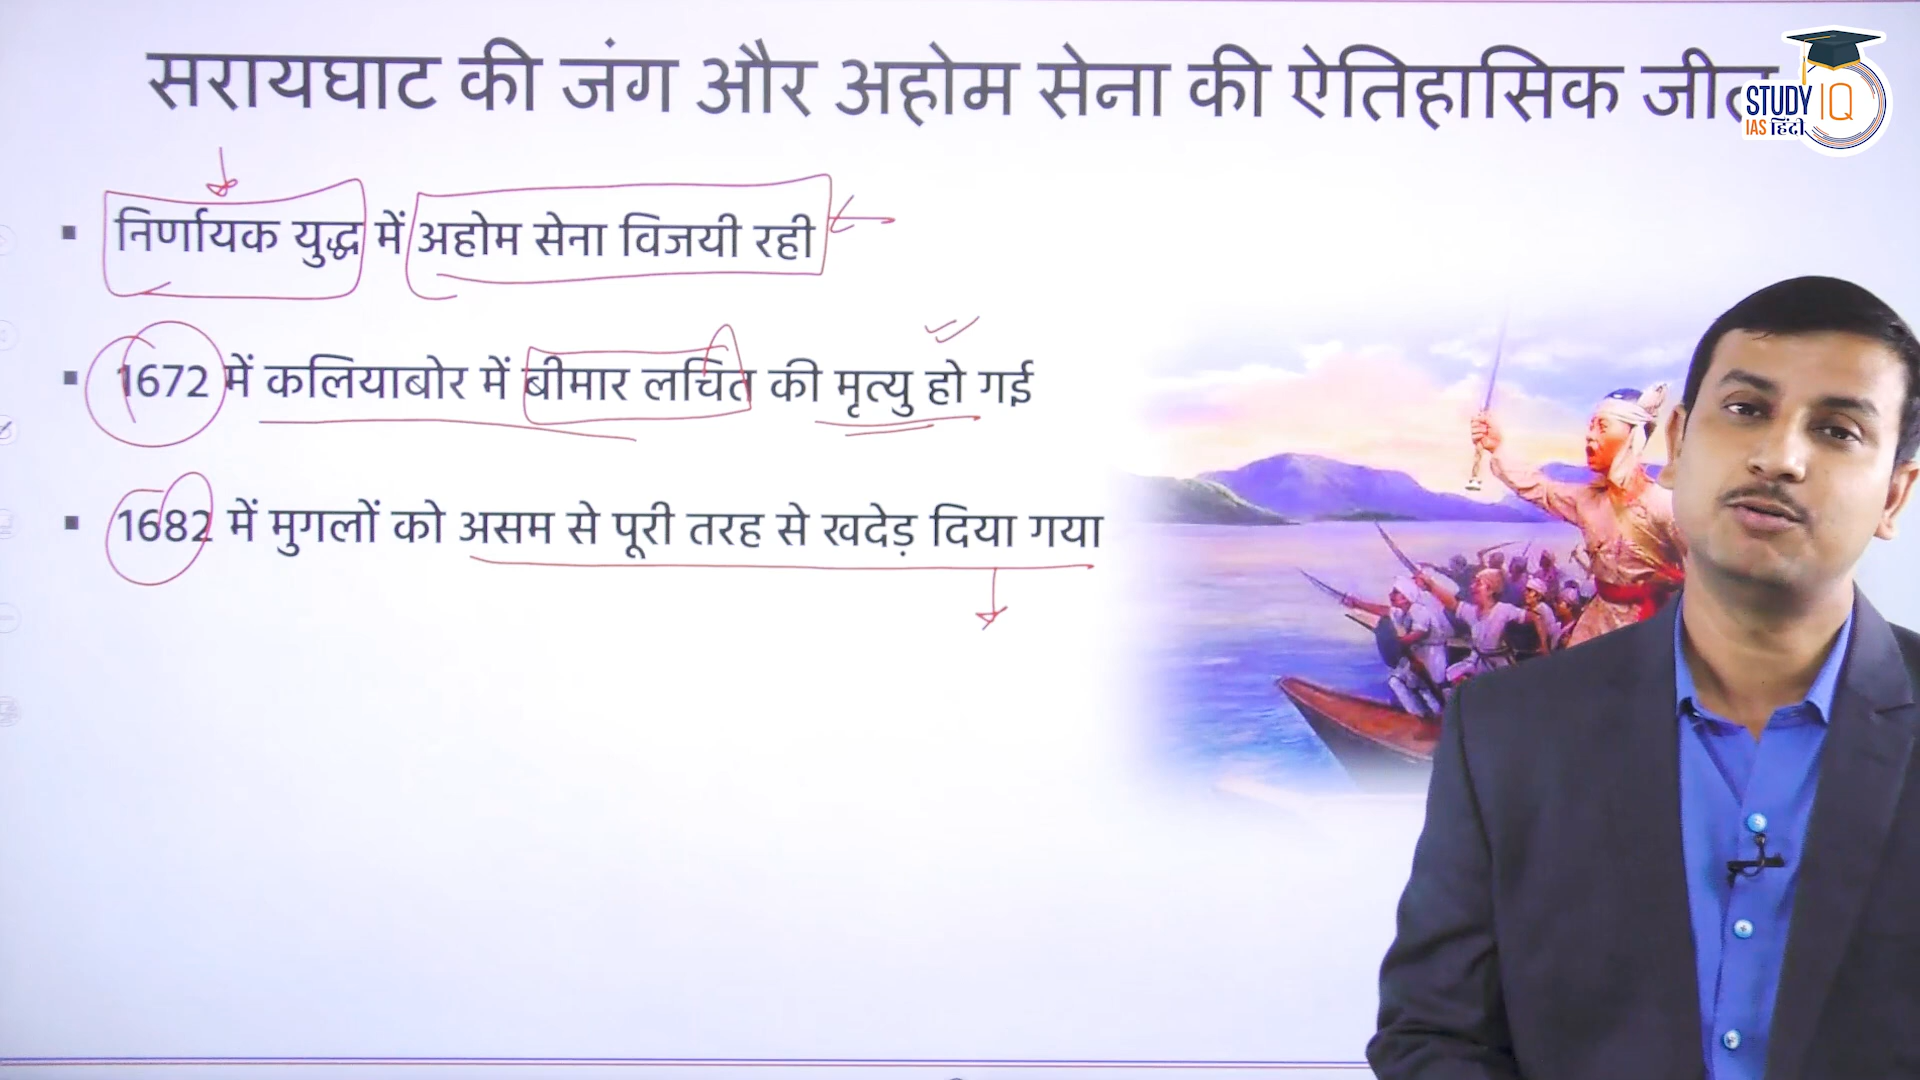 सरायघाट की जंग और अहोम सेना की ऐतिहासिक जीत
STUDY IQ
IAS हिंदी
▪ निर्णायक युद्ध में अहोम सेना विजयी रही
▪ 1672 में कलियाबोर में बीमार लचित की मृत्यु हो गई
▪ 1682 में मुगलों को असम से पूरी तरह से खदेड़ दिया गया